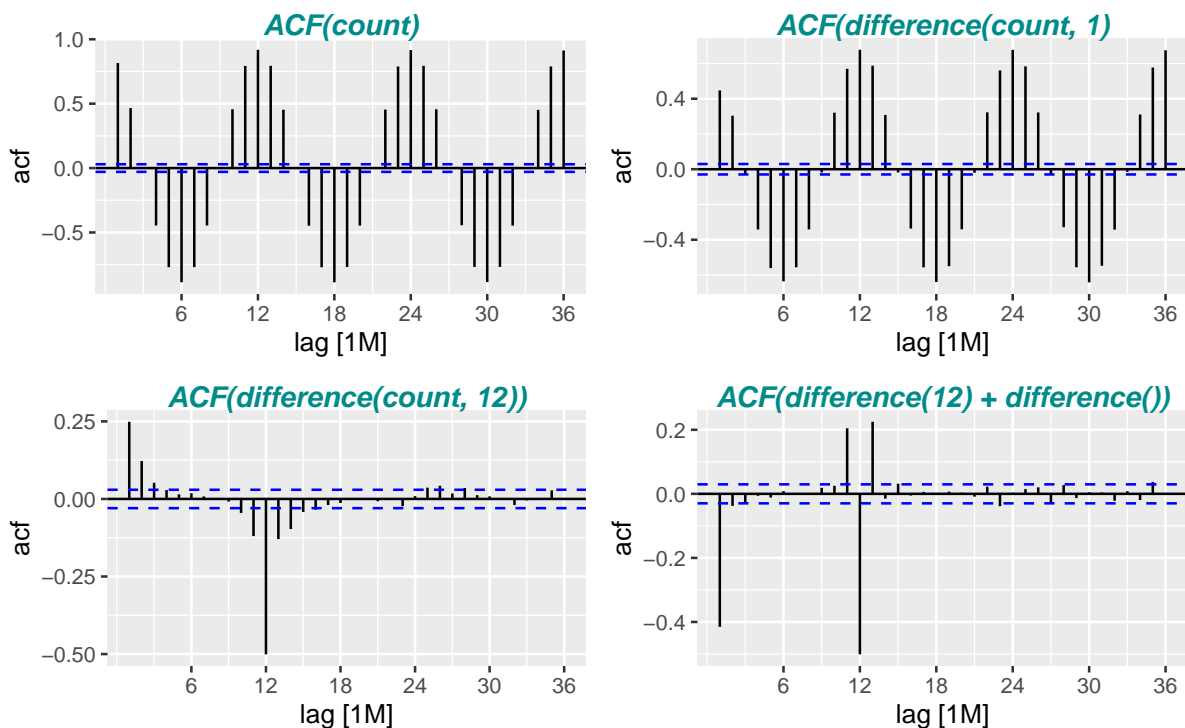 ACF(count)
1.0
0.5
0.0
−0.5
acf
6 12 18 24 30 36
lag [1M]
ACF(difference(count, 1)
0.4
0.0
−0.4
acf
6 12 18 24 30 36
lag [1M]
ACF(difference(count, 12))
0.25
0.00
−0.25
−0.50
acf
6 12 18 24 30 36
lag [1M]
ACF(difference(12) + difference())
0.2
0.0
−0.2
−0.4
acf
6 12 18 24 30 36
lag [1M]